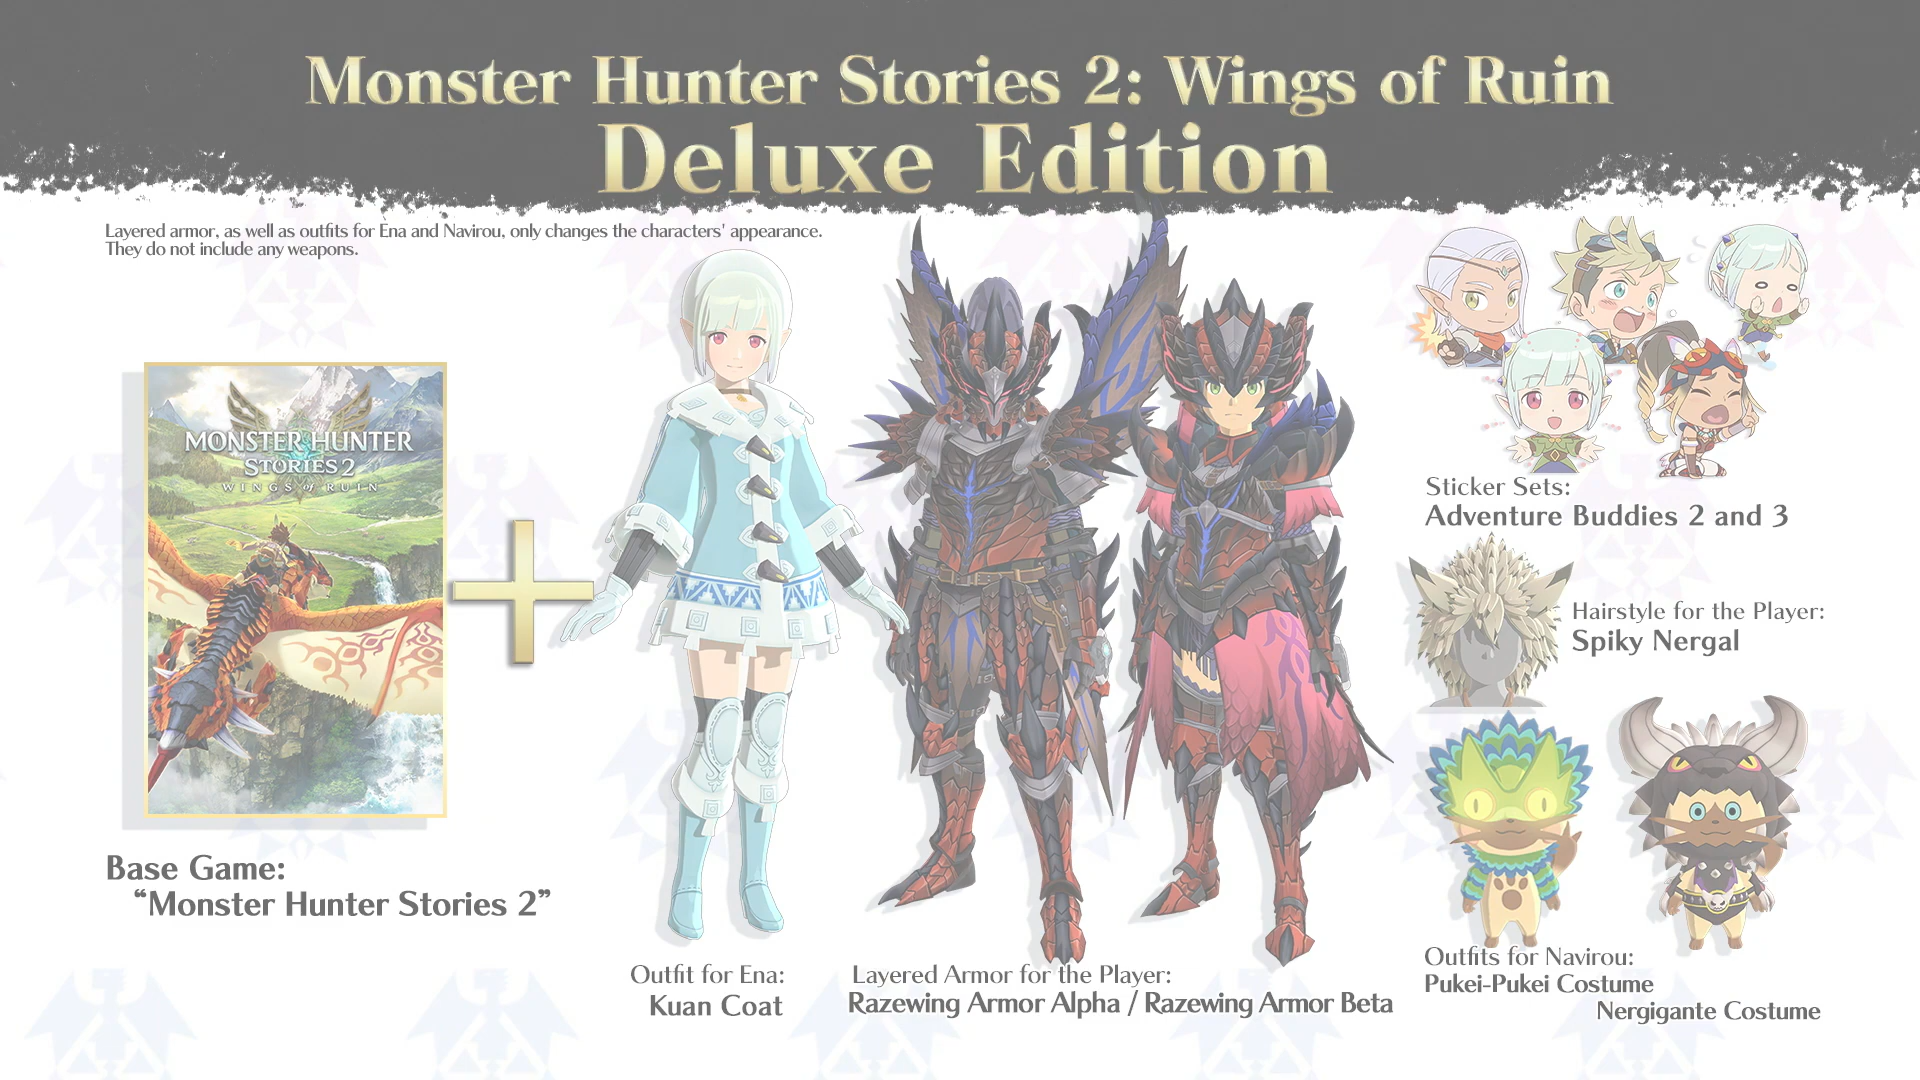 Monster Hunter Stories 2: Wings of Ruin
Deluxe Edition
Layered armor, as well as outfits for Ena and Navirou, only changes the characters' appearance.
They do not include any weapons.
MONSTER HUNTER
STORIES 2
WINGS of RUIN
Base Game:
“Monster Hunter Stories 2”
Outfit for Ena:
Kuan Coat
Layered Armor for the Player:
Razewing Armor Alpha / Razewing Armor Beta
Sticker Sets:
Adventure Buddies 2 and 3
Hairstyle for the Player:
Spiky Nergal
Outfits for Navirou:
Pukei-Pukei Costume
Nergigante Costume